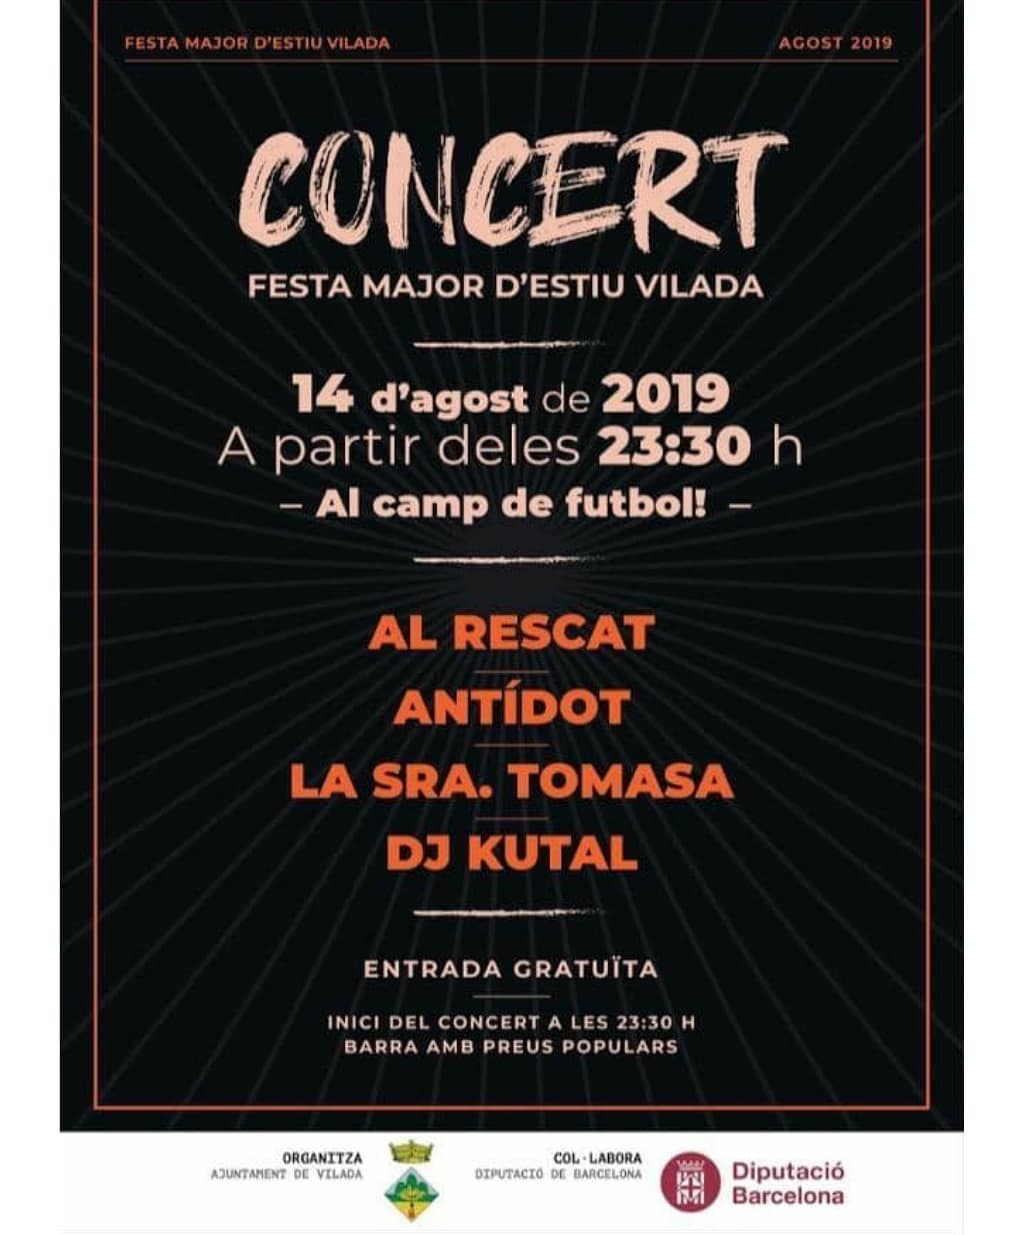 FESTA MAJOR D'ESTIU VILADA
AGOST 2019
CONCERT
FESTA MAJOR D'ESTIU VILADA
14 d'agost de 2019
A partir deles 23:30 h
– Al camp de futbol! –
AL RESCAT
ANTÍDOT
LA SRA. TOMASA
DJ KUTAL
ENTRADA GRATUÏTA
INICI DEL CONCERT A LES 23:30 H
BARRA AMB PREUS POPULARS
ORGANITZA
AJUNTAMENT DE VILADA
COL·LABORA
DIPUTACIÓ DE BARCELONA
Diputació
Barcelona